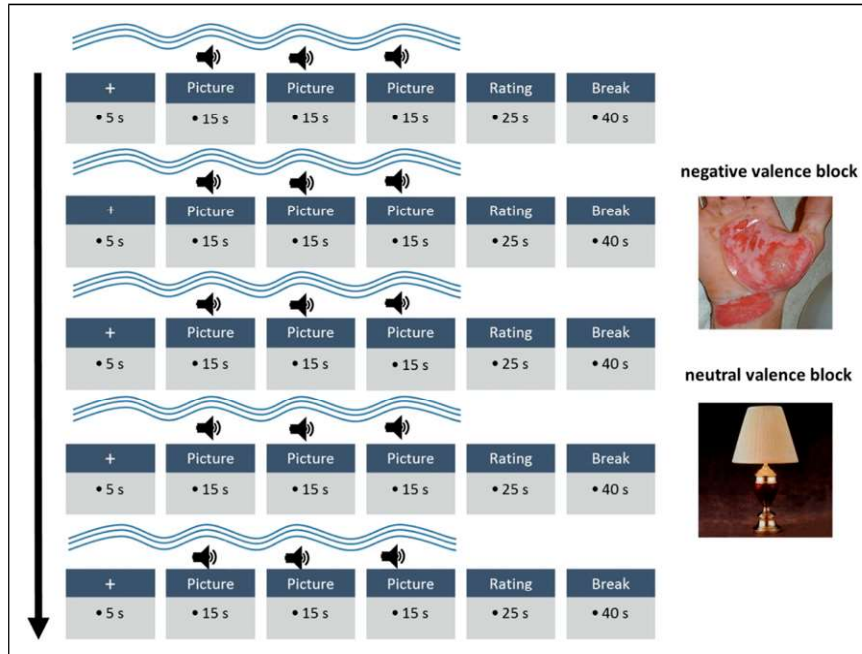 + Picture Picture Picture Rating Break
• 5 s • 15 s • 15 s • 15 s • 25 s • 40 s
+ Picture Picture Picture Rating Break
• 5 s • 15 s • 15 s • 15 s • 25 s • 40 s
+ Picture Picture Picture Rating Break
• 5 s • 15 s • 15 s • 15 s • 25 s • 40 s
+ Picture Picture Picture Rating Break
• 5 s • 15 s • 15 s • 15 s • 25 s • 40 s
+ Picture Picture Picture Rating Break
• 5 s • 15 s • 15 s • 15 s • 25 s • 40 s
negative valence block
neutral valence block